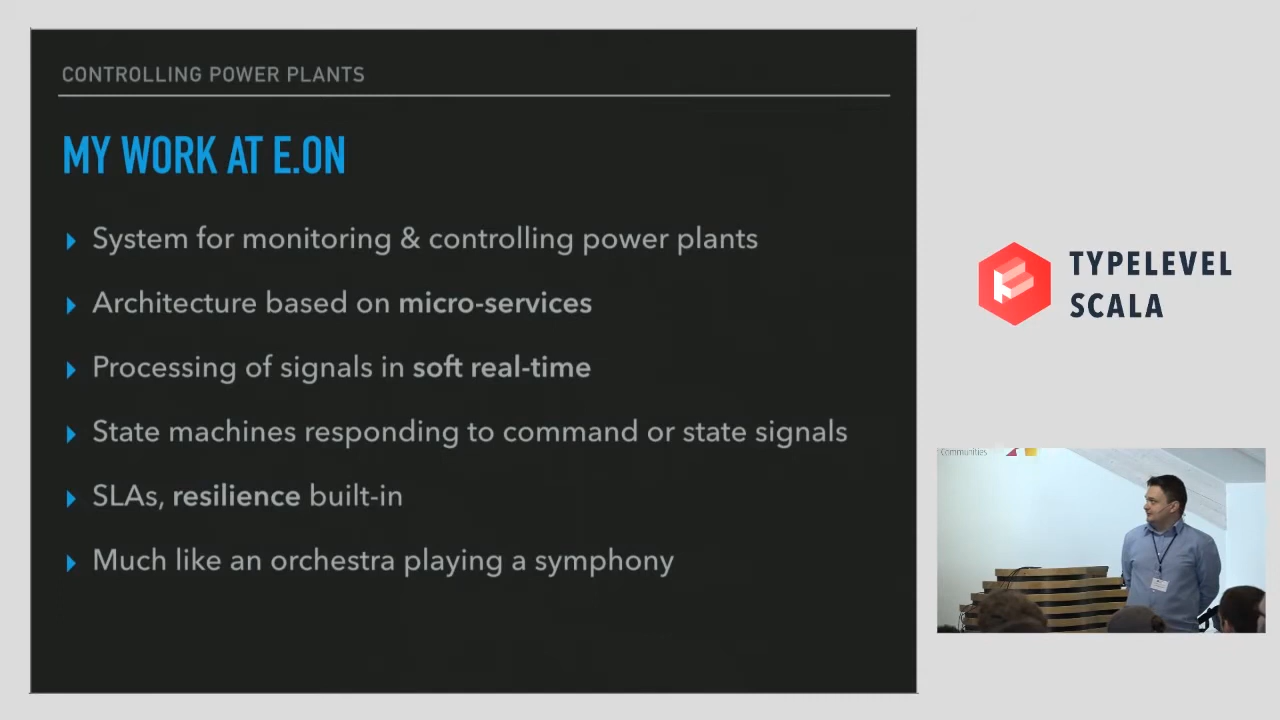 CONTROLLING POWER PLANTS
MY WORK AT E.ON
System for monitoring & controlling power plants
Architecture based on micro-services
Processing of signals in soft real-time
State machines responding to command or state signals
SLAs, resilience built-in
Much like an orchestra playing a symphony
TYPELEVEL
SCALA
Communities